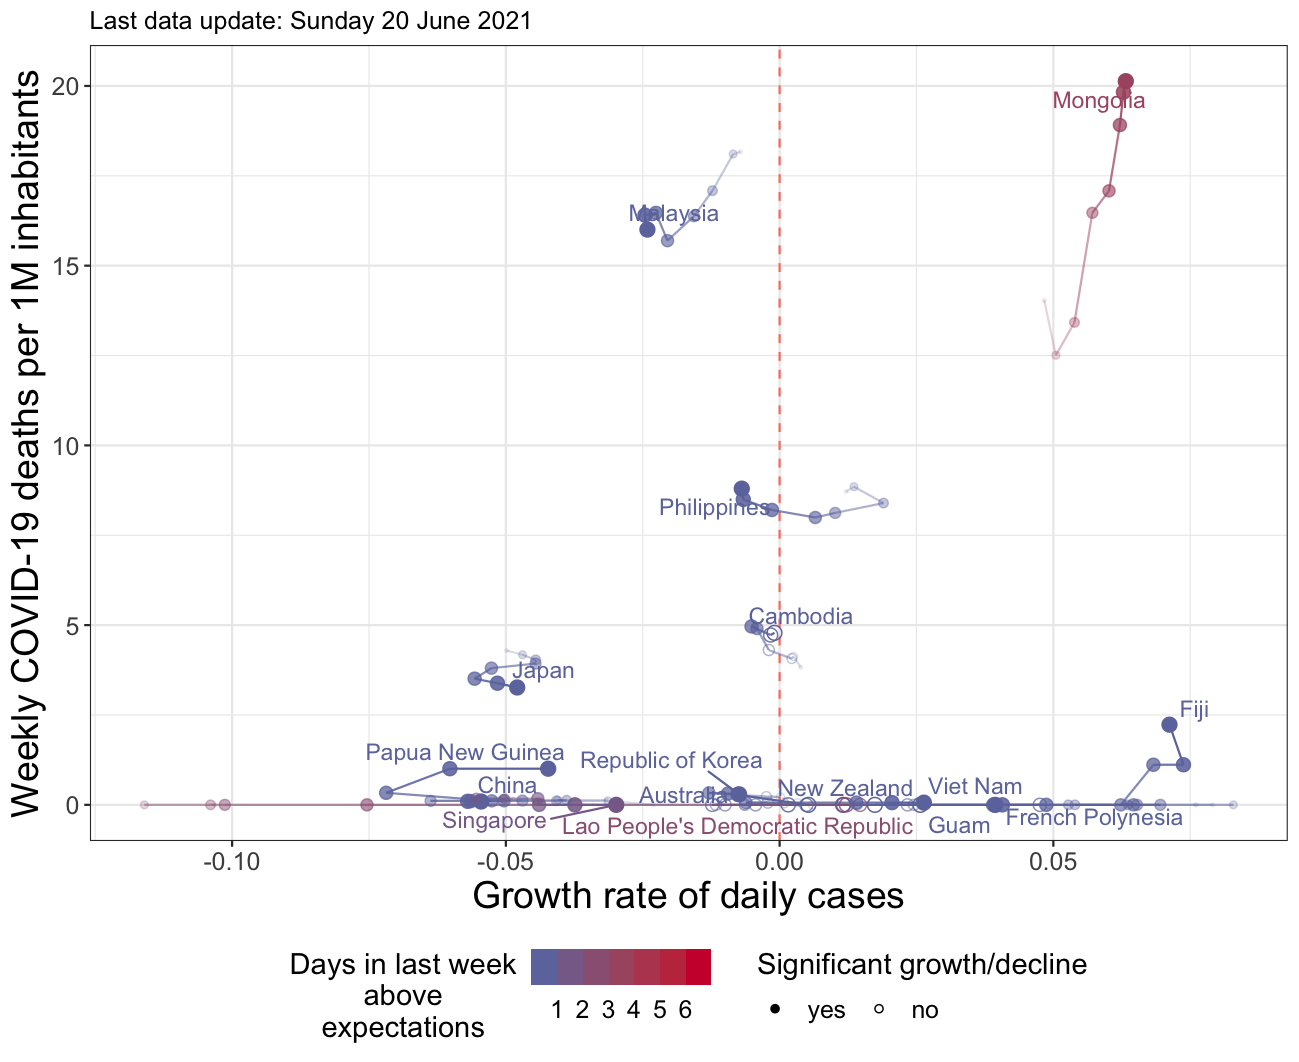 Last data update: Sunday 20 June 2021
Weekly COVID-19 deaths per 1M inhabitants
20
15
10
5
0
Mongolia
Malaysia
Philippines
Cambodia
Japan
Fiji
Papua New Guinea
Republic of Korea
China
Australia
New Zealand
Viet Nam
Singapore
Lao People's Democratic Republic
Guam
French Polynesia
-0.10
-0.05
0.00
0.05
Growth rate of daily cases
Days in last week
above
expectations
1 2 3 4 5 6
Significant growth/decline
yes
no